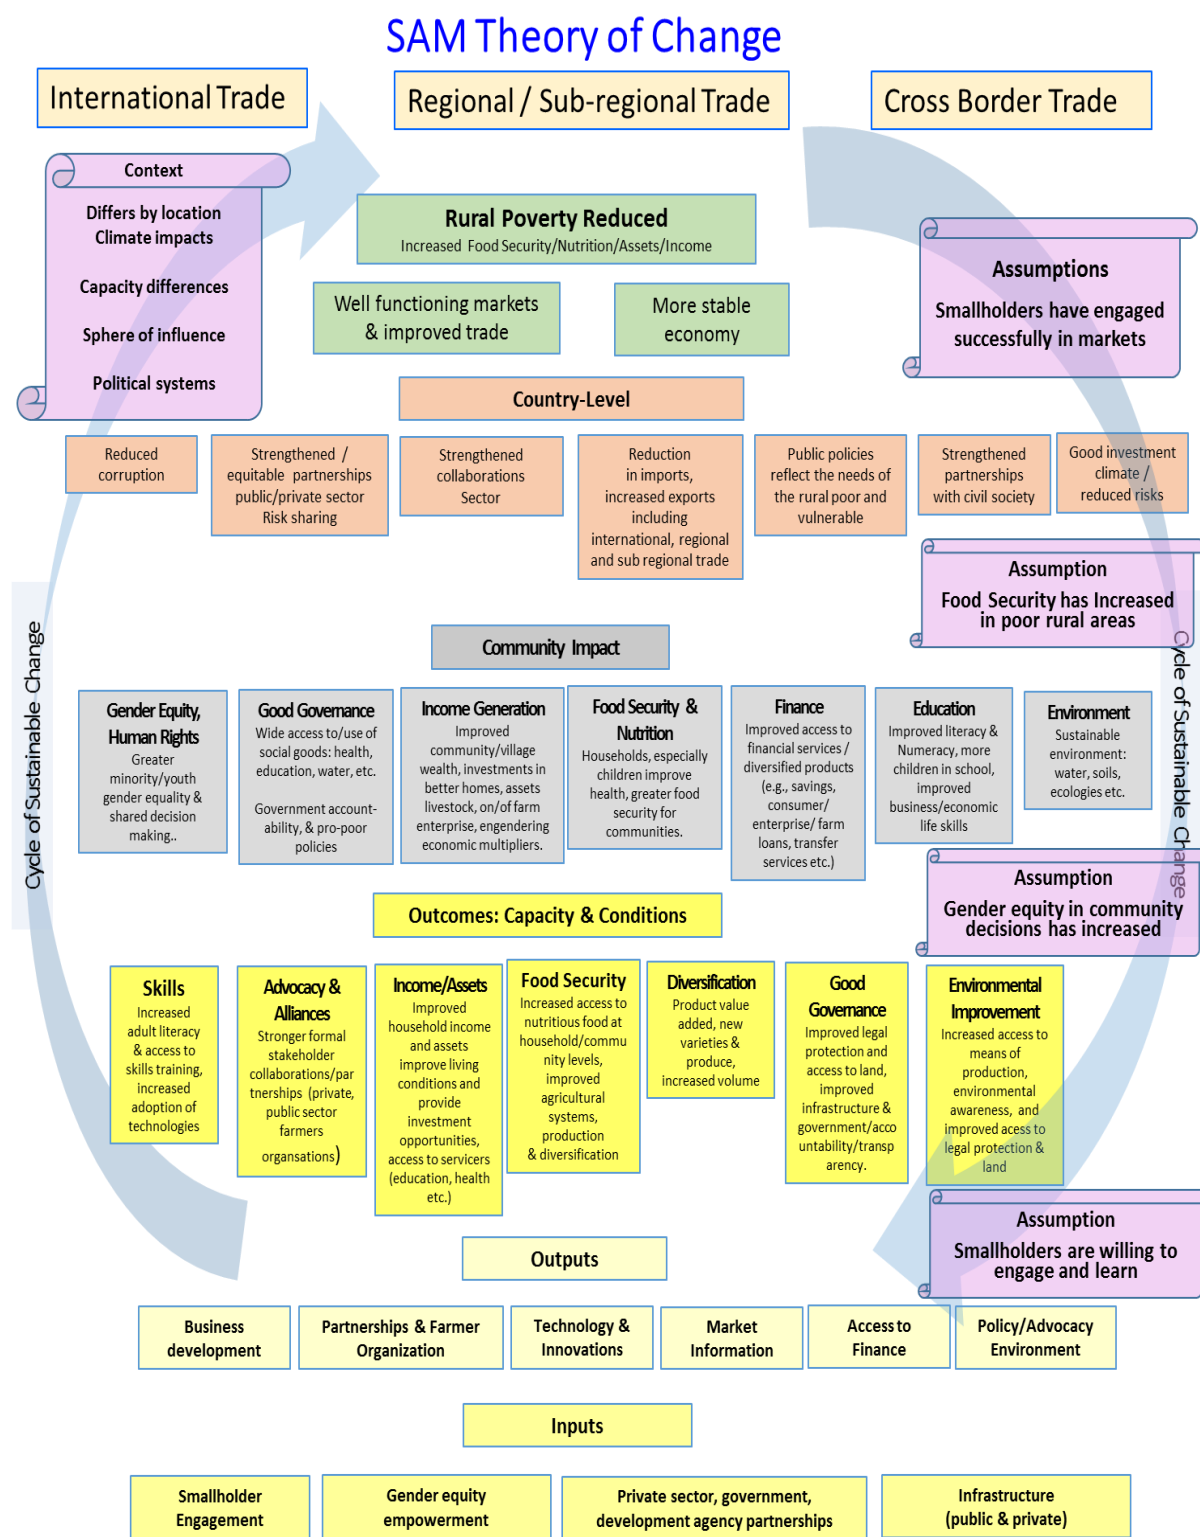 SAM Theory of Change
International Trade
Regional / Sub-regional Trade
Cross Border Trade
Context
Differs by location
Climate impacts
Capacity differences
Sphere of influence
Political systems
Rural Poverty Reduced
Increased Food Security/Nutrition/Assets/Income
Well functioning markets
& improved trade
More stable
economy
Assumptions
Smallholders have engaged
successfully in markets
Country-Level
Reduced
corruption
Strengthened /
equitable partnerships
public/private sector
Risk sharing
Strengthened
collaborations
Sector
Reduction
in imports,
increased exports
including
international, regional
and sub regional trade
Public policies
reflect the needs of
the rural poor and
vulnerable
Strengthened
partnerships
with civil society
Good investment
climate /
reduced risks
Assumption
Food Security has Increased
in poor rural areas
Cycle of Sustainable Change
Cycle of Sustainable Change
Community Impact
Gender Equity,
Human Rights
Greater
minority/youth
gender equality &
shared decision
making..
Good Governance
Wide access to/use of
social goods: health,
education, water, etc.
Government account-
ability, & pro-poor
policies
Income Generation
Improved
community/village
wealth, investments in
better homes, assets
livestock, on/of farm
enterprise, engendering
economic multipliers.
Food Security &
Nutrition
Households, especially
children improve
health, greater food
security for
communities.
Finance
Improved access to
financial services /
diversified products
(e.g., savings,
consumer/
enterprise/ farm
loans, transfer
services etc.)
Education
Improved literacy &
Numeracy, more
children in school,
improved
business/economic
life skills
Environment
Sustainable
environment:
water, soils,
ecologies etc.
Assumption
Gender equity in community
decisions has increased
Outcomes: Capacity & Conditions
Skills
Increased
adult literacy
& access to
skills training,
increased
adoption of
technologies
Advocacy &
Alliances
Stronger formal
stakeholder
collaborations/par
tnerships (private,
public sector
farmers
organsations)
Income/Assets
Improved
household income
and assets
improve living
conditions and
provide
investment
opportunities,
access to servicers
(education, health
etc.)
Food Security
Increased access to
nutritious food at
household/commu
nity levels,
improved
agricultural
systems,
production
& diversification
Diversification
Product value
added, new
varieties &
produce,
increased volume
Good
Governance
Improved legal
protection and
access to land,
improved
infrastructure &
government/acco
untability/transp
arency.
Environmental
Improvement
Increased access to
means of
production,
environmental
awareness, and
improved acess to
legal protection &
land
Assumption
Smallholders are willing to
engage and learn
Outputs
Business
development
Partnerships & Farmer
Organization
Technology &
Innovations
Market
Information
Access to
Finance
Policy/Advocacy
Environment
Inputs
Smallholder
Engagement
Gender equity
empowerment
Private sector, government,
development agency partnerships
Infrastructure
(public & private)